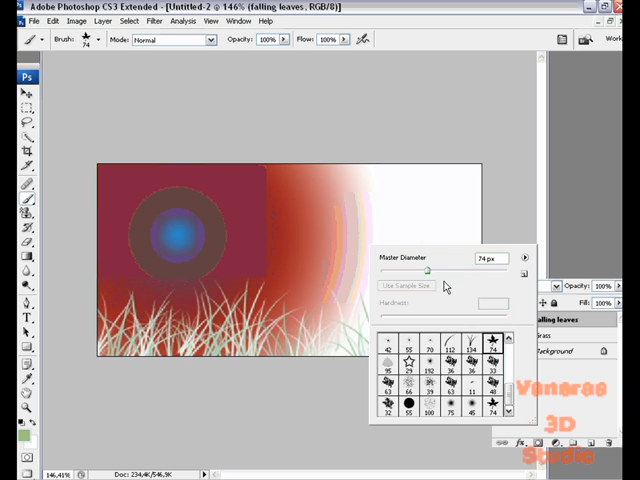 Adobe Photoshop CS3 Extended - [Untitled-2 @ 146% (falling leaves, RGB/8)]
File Edit Image Layer Select Filter Analysis View Window Help
Brush: 74 Mode: Normal Opacity: 100% Flow: 100% Work
Ps
Master Diameter 74 px
Use Sample Size
Hardness:
Opacity: 100%
Fill: 100%
falling leaves
Grass
Background
42 55 70 112 134 74
95 29 192 36 36 33
63 66 39 63 11 48
32 55 100 75 45 74
Vanaras
3D
Studio
146,41% Doc: 234,4K/546,9K